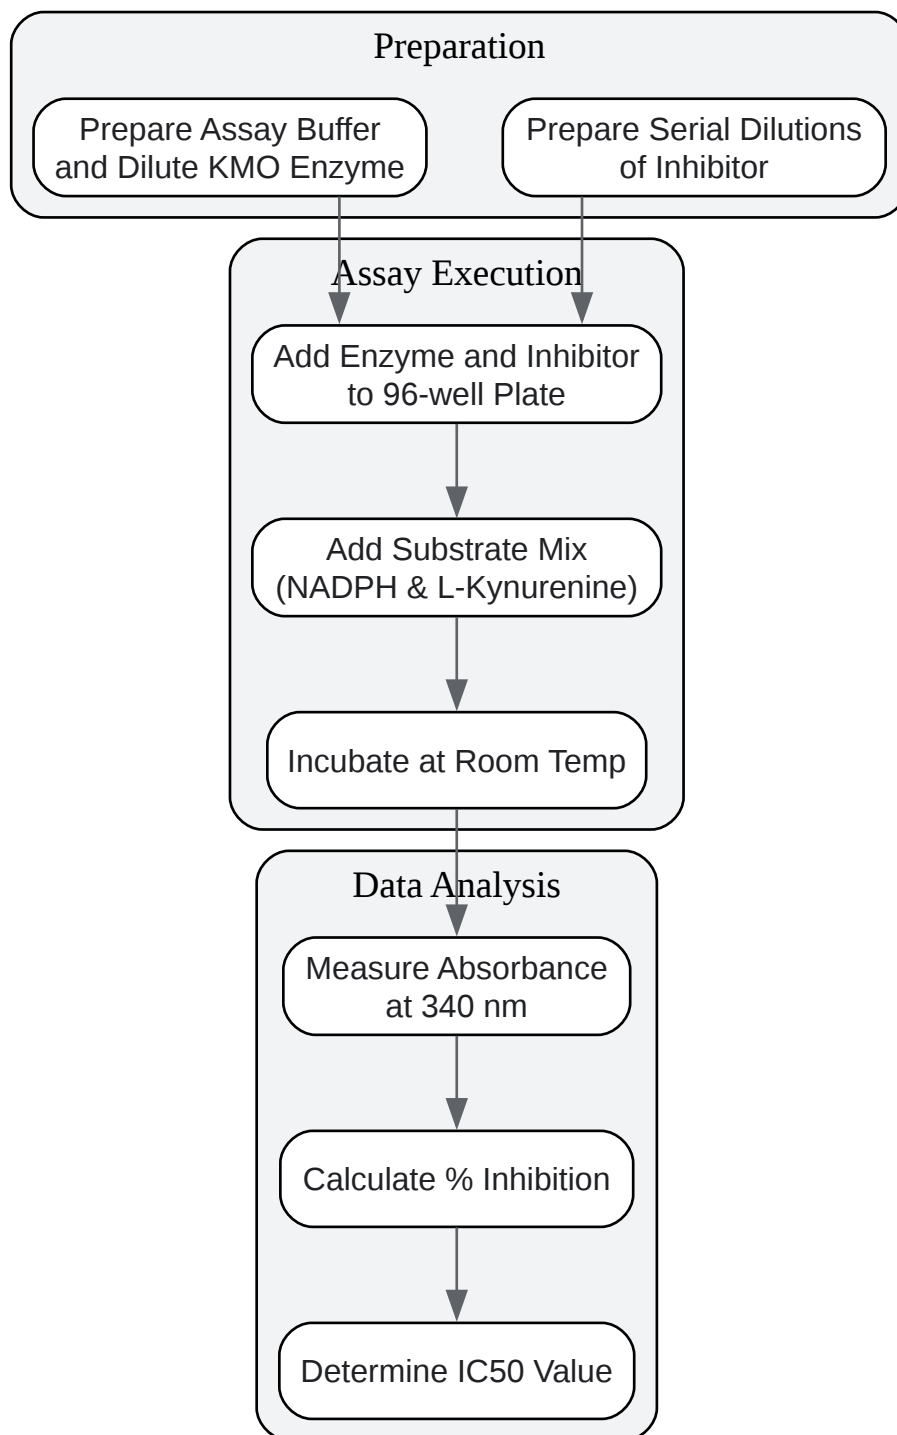 Preparation
Prepare Assay Buffer
and Dilute KMO Enzyme
Prepare Serial Dilutions
of Inhibitor
Assay Execution
Add Enzyme and Inhibitor
to 96-well Plate
Add Substrate Mix
(NADPH & L-Kynurenine)
Incubate at Room Temp
Data Analysis
Measure Absorbance
at 340 nm
Calculate % Inhibition
Determine IC50 Value